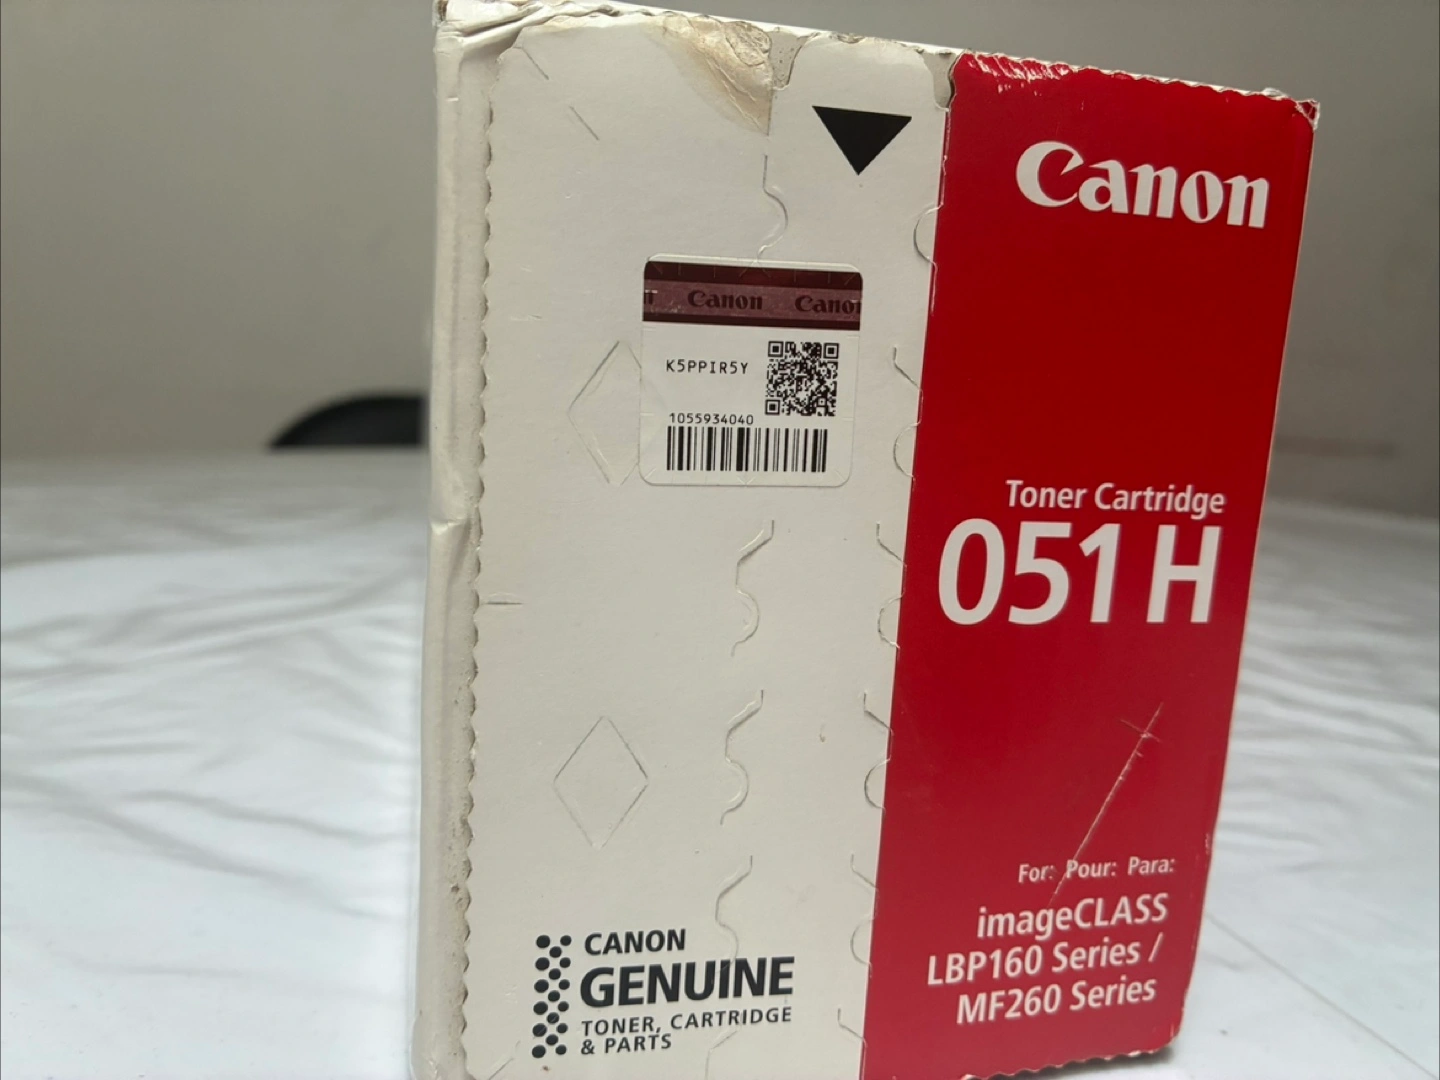 Canon
Canon Canon
K5PPIR5Y
1055934040
Toner Cartridge
051 H
For: Pour: Para:
imageCLASS
LBP160 Series /
MF260 Series
CANON
GENUINE
TONER, CARTRIDGE
& PARTS